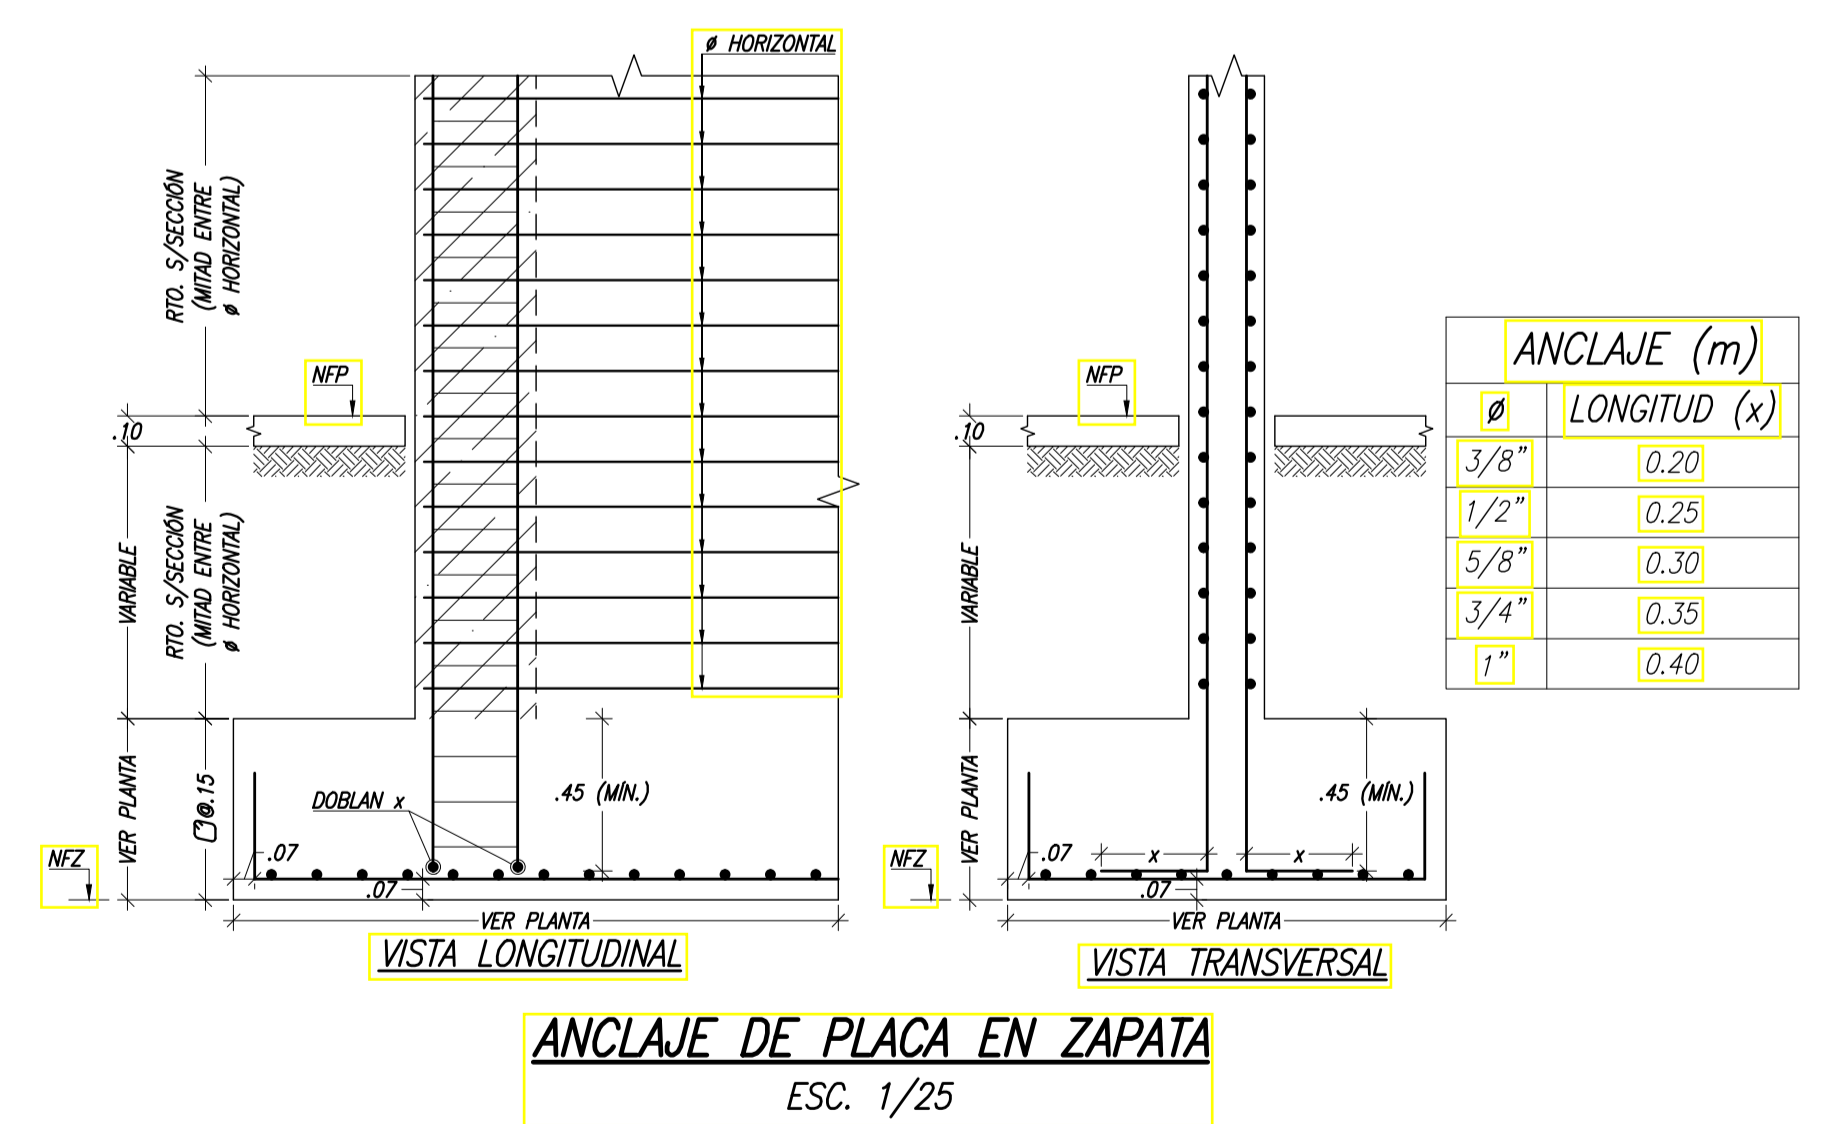 ø HORIZONTAL
RTO. S/SECCIÓN
(MITAD ENTRE
ø HORIZONTAL)
NFP
.10
VARIABLE
RTO. S/SECCIÓN
(MITAD ENTRE
ø HORIZONTAL)
VER PLANTA
@.15
DOBLAN x
.45 (MÍN.)
NFZ
.07
.07
VER PLANTA
VISTA LONGITUDINAL
NFP
.10
VARIABLE
VER PLANTA
.45 (MÍN.)
NFZ
.07
x
x
.07
VER PLANTA
VISTA TRANSVERSAL
ANCLAJE (m)
ø LONGITUD (x)
3/8" 0.20
1/2" 0.25
5/8" 0.30
3/4" 0.35
1" 0.40
ANCLAJE DE PLACA EN ZAPATA
ESC. 1/25